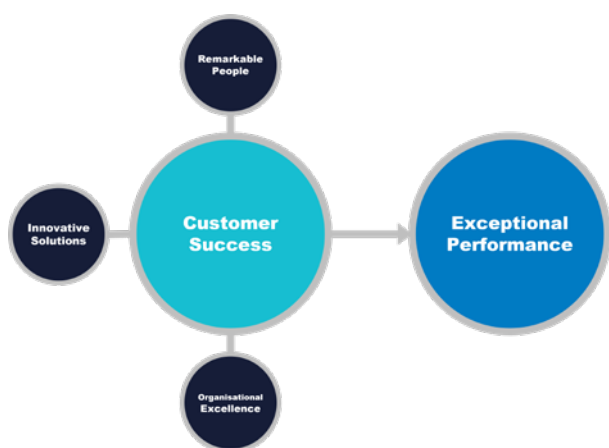 Remarkable
People
Innovative
Solutions
Customer
Success
Exceptional
Performance
Organisational
Excellence